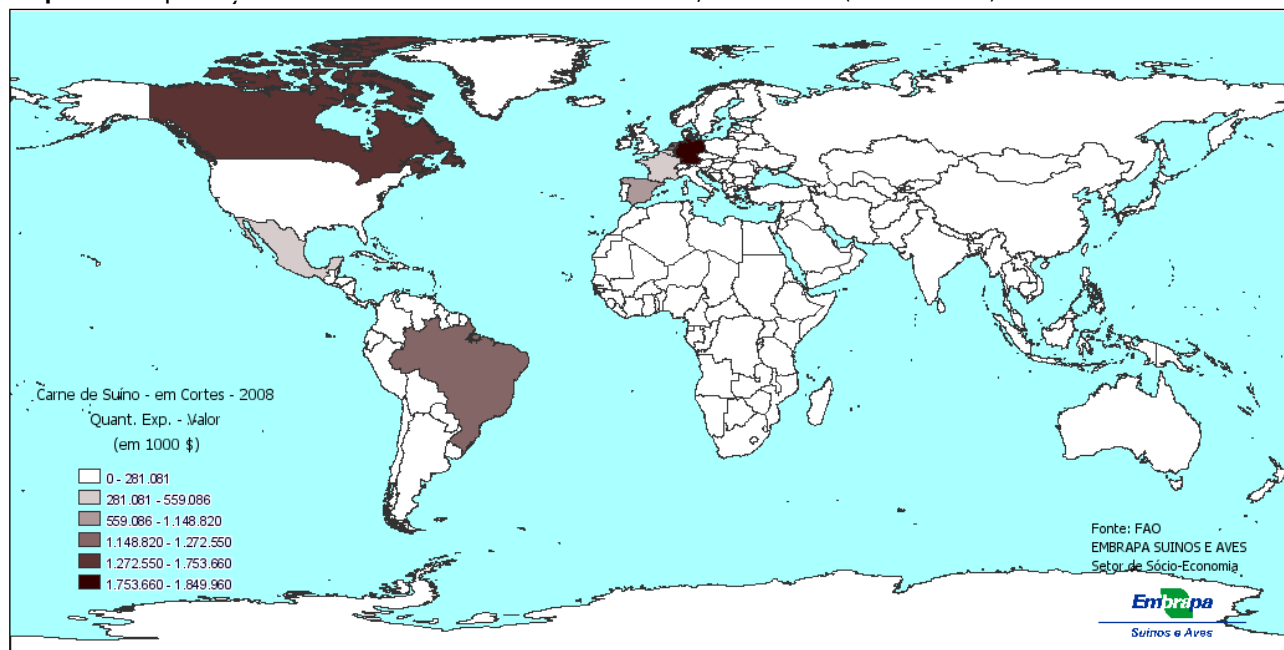 Carne de Suíno - em Cortes - 2008
Quant. Exp. - Valor
(em 1000 $)
0 - 281.081
281.081 - 559.086
559.086 - 1.148.820
1.148.820 - 1.272.550
1.272.550 - 1.753.660
1.753.660 - 1.849.960
Fonte: FAO
EMBRAPA SUINOS E AVES
Setor de Sócio-Economia
Embrapa
Suínos e Aves